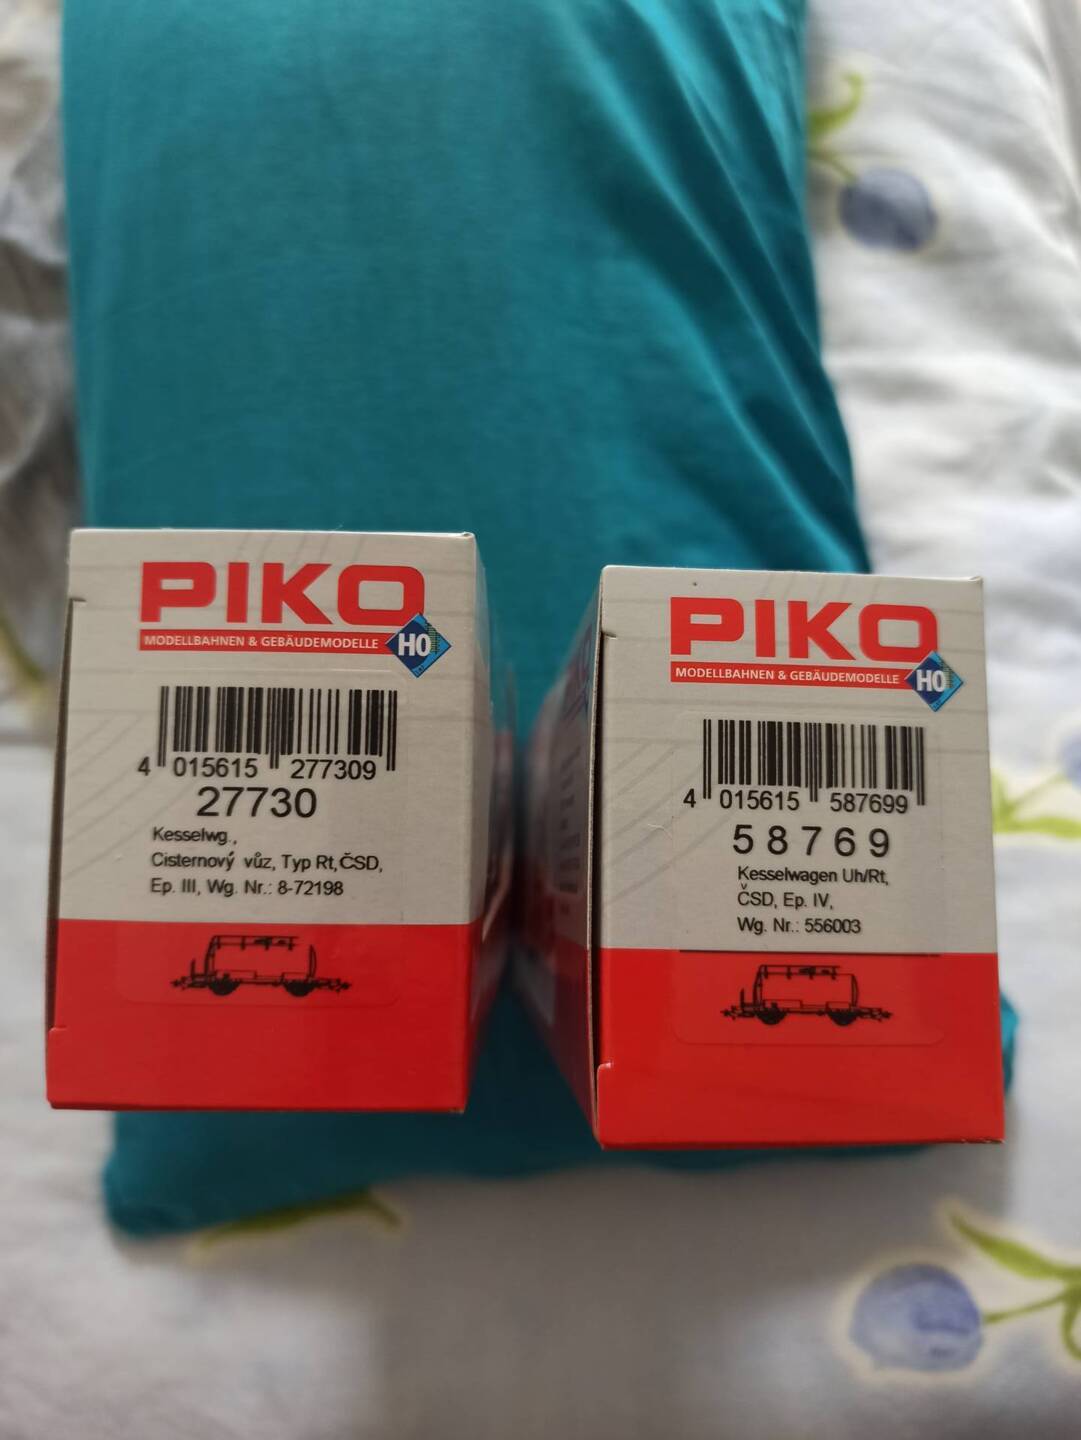 PIKO
MODELLBAHNEN & GEBÄUDEMODELLE H0
4 015615 277309
27730
Kesselwg.,
Cisternový vůz, Typ Rt, ČSD,
Ep. III, Wg. Nr.: 8-72198
PIKO
MODELLBAHNEN & GEBÄUDEMODELLE H0
4 015615 587699
58769
Kesselwagen Uh/Rt,
ČSD, Ep. IV,
Wg. Nr.: 556003